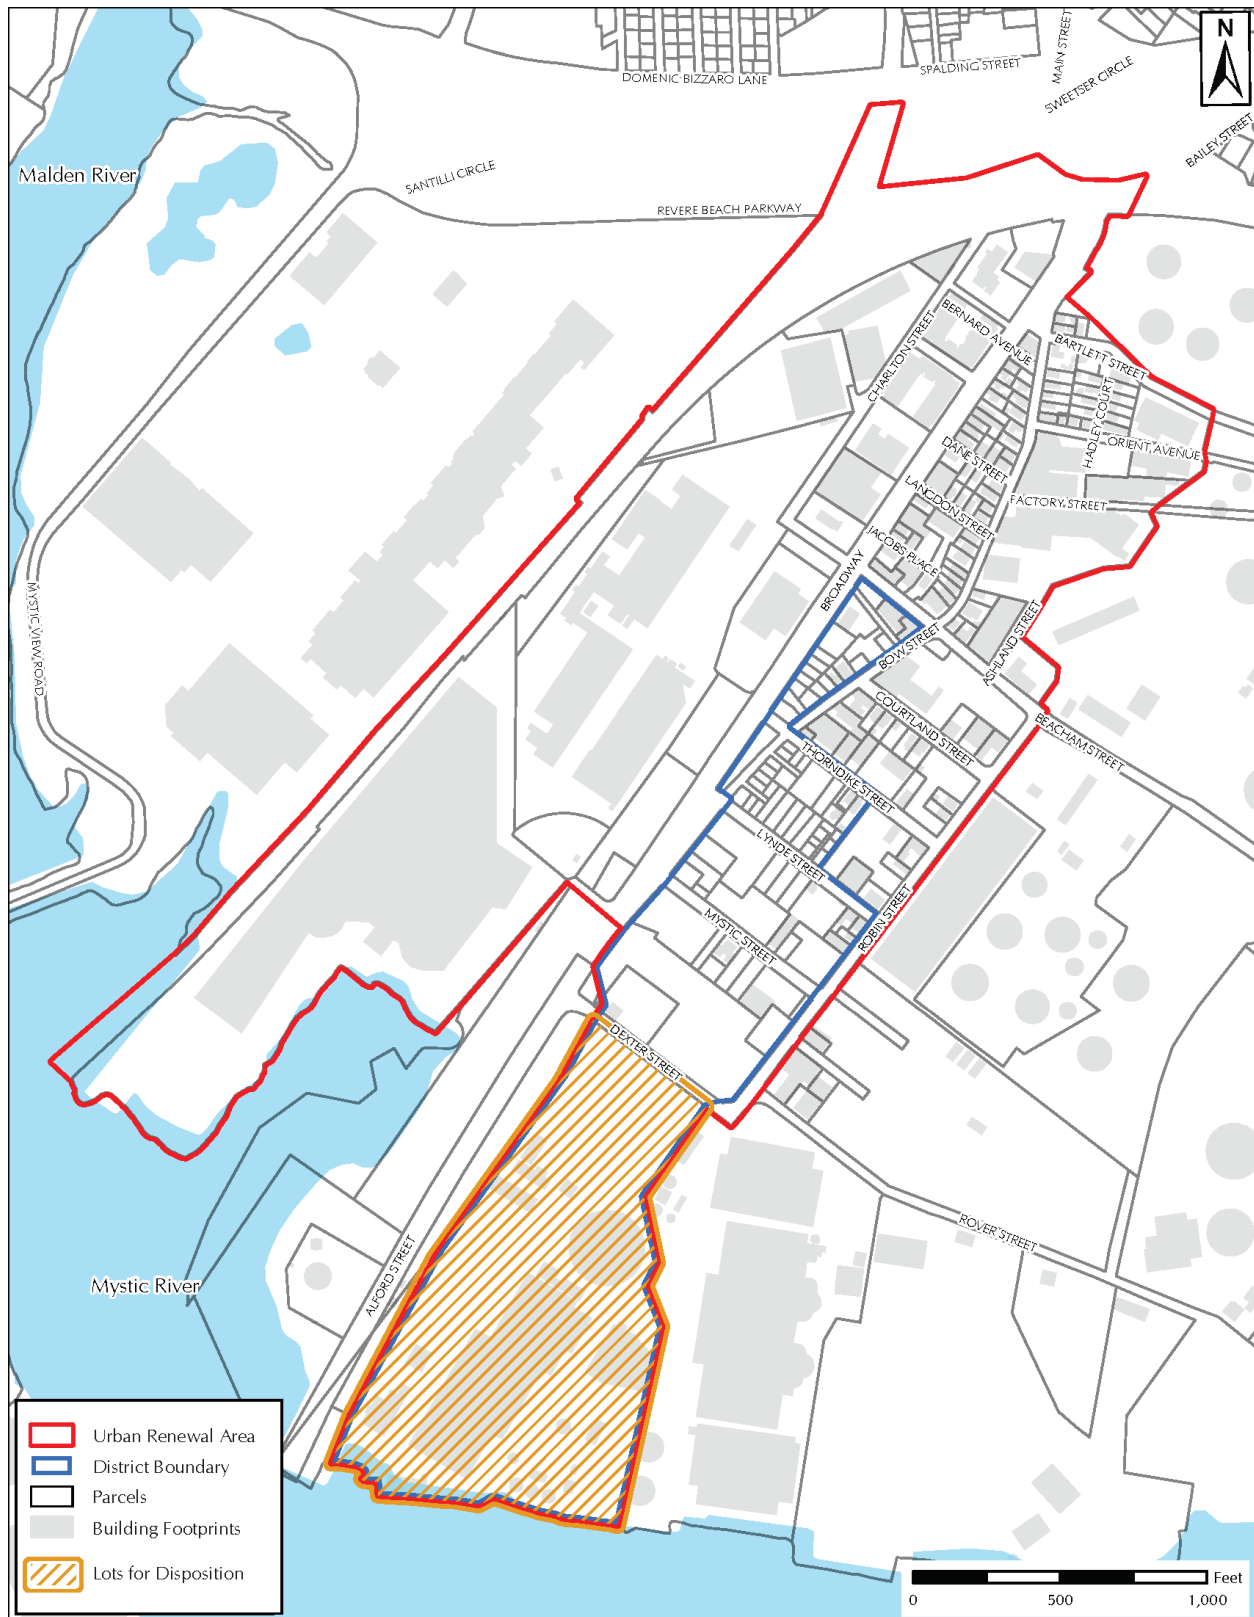 MAIN STREET
N
SPALDING STREET
DOMENIC BIZZARO LANE
SWEETSER CIRCLE
BAILEY STREET
Malden River
SANTILLI CIRCLE
REVERE BEACH PARKWAY
BERNARD AVENUE
CHARLTON STREET
BARTLETT STREET
HADLEY COURT
ORIENT AVENUE
DANE STREET
LANGDON STREET
FACTORY STREET
JACOBS PLACE
BROADWAY
MYSTIC VIEW ROAD
BOW STREET
ASHLAND STREET
COURTLAND STREET
BEACHAM STREET
THORNDIKE STREET
LYNDE STREET
MYSTIC STREET
ROBIN STREET
DEXTER STREET
ROVER STREET
ALFORD STREET
Mystic River
Urban Renewal Area
District Boundary
Parcels
Building Footprints
Lots for Disposition
Feet
0 500 1,000